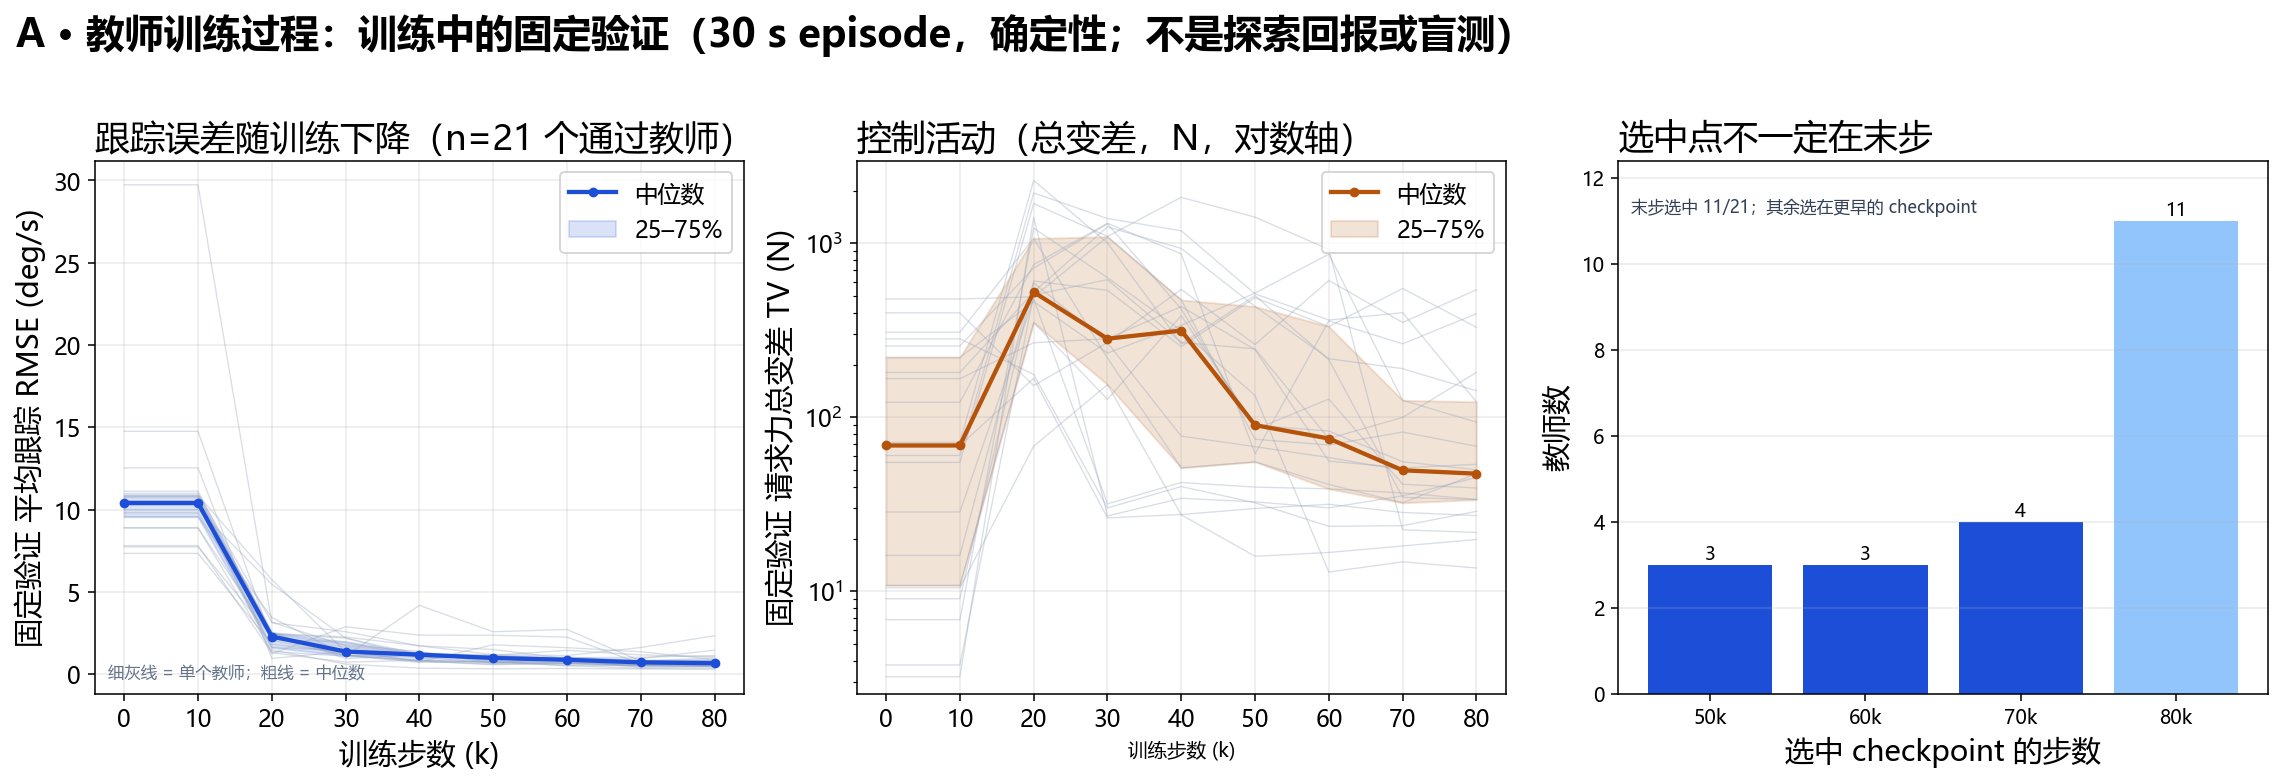 A • 教师训练过程：训练中的固定验证（30 s episode，确定性；不是探索回报或盲测）
跟踪误差随训练下降（n=21 个通过教师）
固定验证 平均跟踪 RMSE (deg/s)
30
25
20
15
10
5
0
中位数
25–75%
细灰线 = 单个教师；粗线 = 中位数
0 10 20 30 40 50 60 70 80
训练步数 (k)
控制活动（总变差，N，对数轴）
固定验证 请求力总变差 TV (N)
10³
10²
10¹
中位数
25–75%
0 10 20 30 40 50 60 70 80
训练步数 (k)
选中点不一定在末步
教师数
12
10
8
6
4
2
0
末步选中 11/21；其余选在更早的 checkpoint
3
3
4
11
50k 60k 70k 80k
选中 checkpoint 的步数